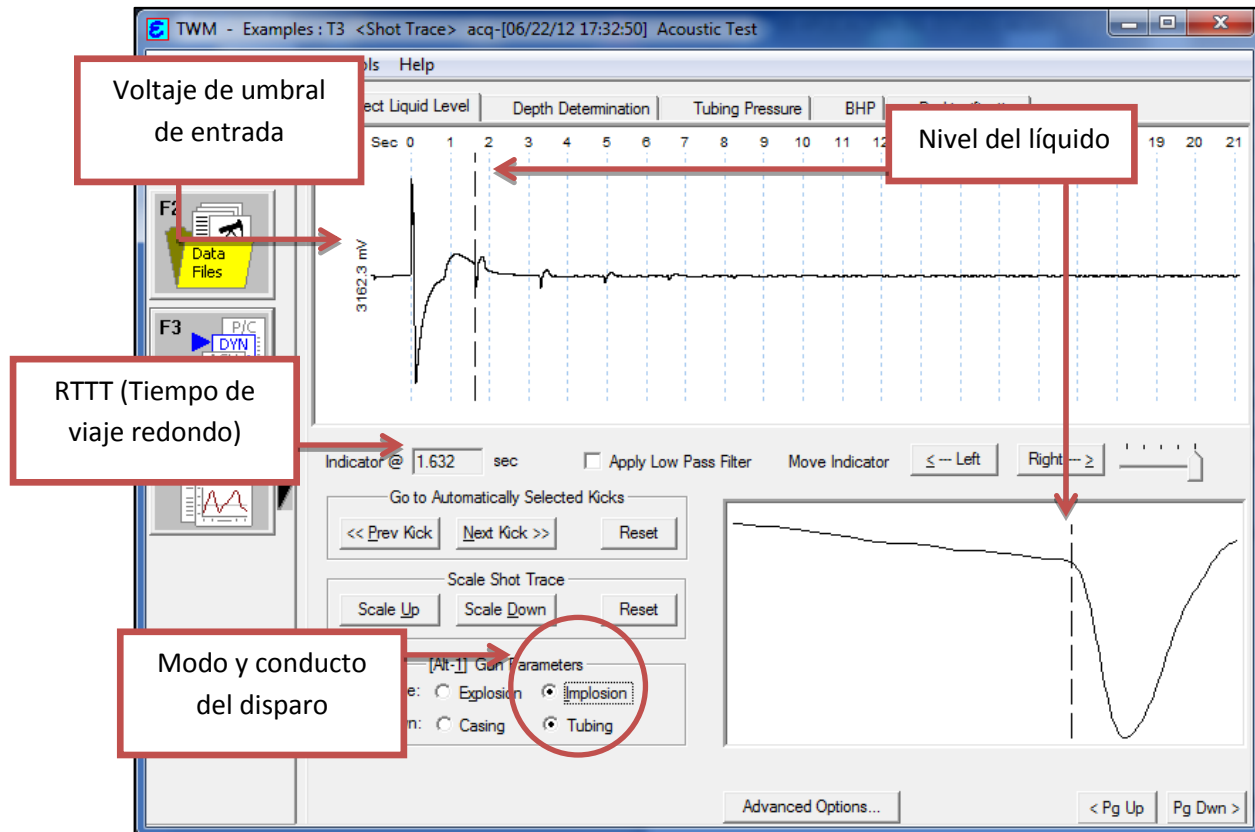 TWM - Examples : T3 <Shot Trace> acq-[06/22/12 17:32:50] Acoustic Test
Help
Voltaje de umbral
de entrada
Liquid Level
Depth Determination
Tubing Pressure
BHP
Nivel del líquido
Sec 0 1 2 3 4 5 6 7 8 9 10 11 12 19 20 21
F2
Data
Files
3162.3 mV
F3
P/C
DYN
RTTT (Tiempo de
viaje redondo)
Indicator @ 1.632 sec
Apply Low Pass Filter
Move Indicator
< --- Left
Right --- >
Go to Automatically Selected Kicks
<< Prev Kick
Next Kick >>
Reset
Scale Shot Trace
Scale Up
Scale Down
Reset
Modo y conducto
del disparo
[Alt-1] Gun Parameters
Explosion
Implosion
Casing
Tubing
Advanced Options...
< Pg Up
Pg Dwn >